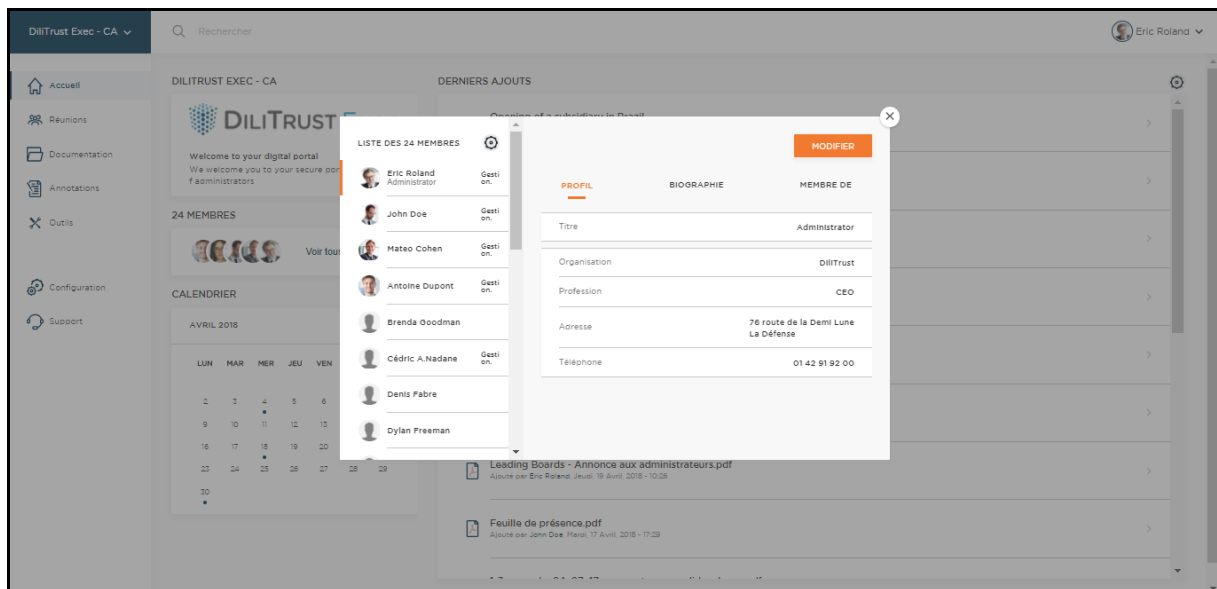 DiliTrust Exec - CA
Rechercher
Eric Roland
Accueil
Réunions
Documentation
Annotations
Outils
Configuration
Support
DILITRUST EXEC - CA
DILITRUST
Welcome to your digital portal
We welcome you to your secure
f administrators
24 MEMBRES
Voir tous
CALENDRIER
AVRIL 2018
LUN MAR MER JEU VEN
2 3 4 5 6
9 10 11 12 13
16 17 18 19 20
23 24 25 26 27 28 29
30
DERNIERS AJOUTS
Opening of a subsidiary in Brazil
LISTE DES 24 MEMBRES
Eric Roland
Administrator
Gesti
on.
John Doe
Gesti
on.
Mateo Cohen
Gesti
on.
Antoine Dupont
Gesti
on.
Brenda Goodman
Cédric A.Nadane
Gesti
on.
Denis Fabre
Dylan Freeman
MODIFIER
PROFIL BIOGRAPHIE MEMBRE DE
Titre Administrator
Organisation DiliTrust
Profession CEO
Adresse 76 route de la Demi Lune
La Défense
Téléphone 01 42 91 92 00
Leading Boards - Annonce aux administrateurs.pdf
Ajouté par Eric Roland, Jeudi, 19 Avril, 2018 - 10:26
Feuille de présence.pdf
Ajouté par John Doe, Mardi, 17 Avril, 2018 - 17:29